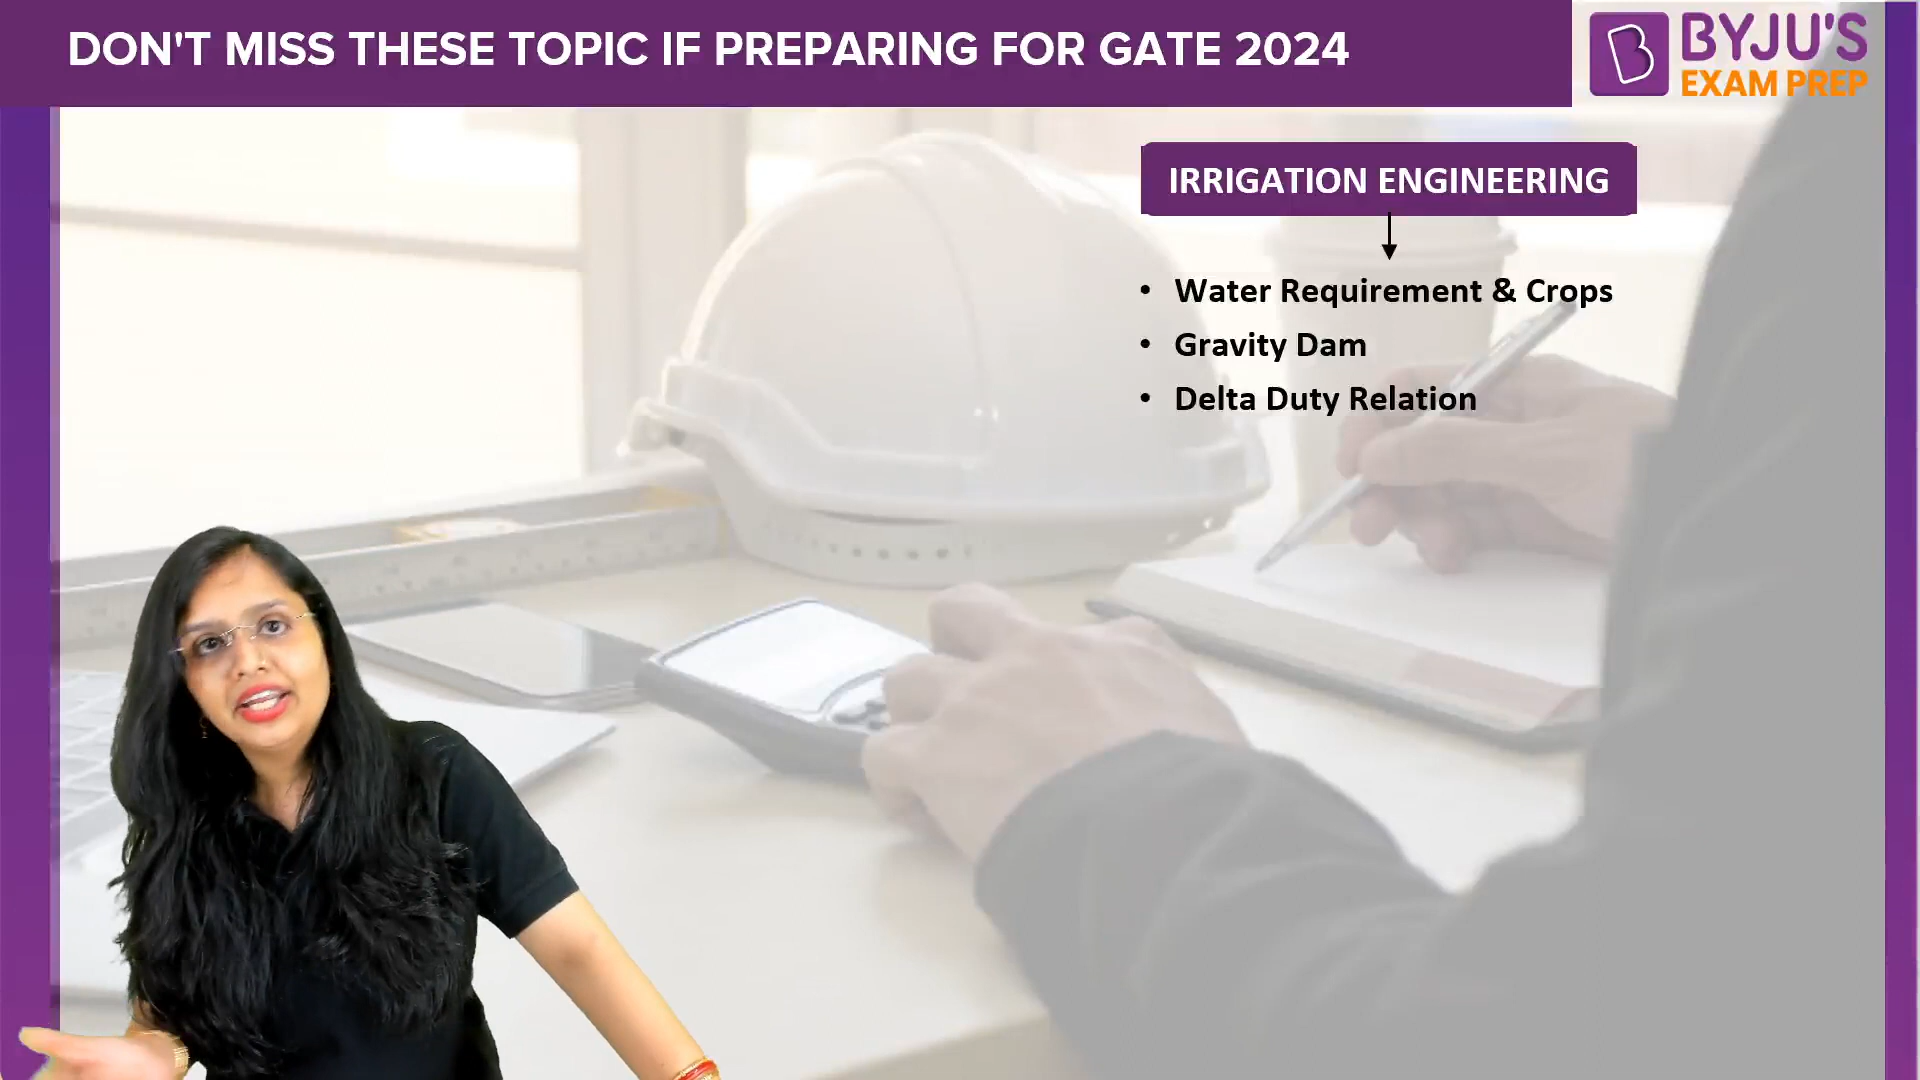 DON'T MISS THESE TOPIC IF PREPARING FOR GATE 2024
BYJU'S
EXAM PREP
IRRIGATION ENGINEERING
• Water Requirement & Crops
• Gravity Dam
• Delta Duty Relation